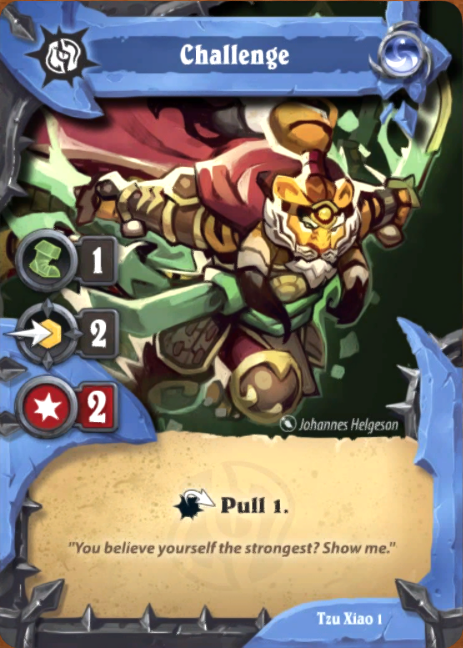 Challenge
1
2
2
Johannes Helgeson
Pull 1.
"You believe yourself the strongest? Show me."
Tzu Xiao 1